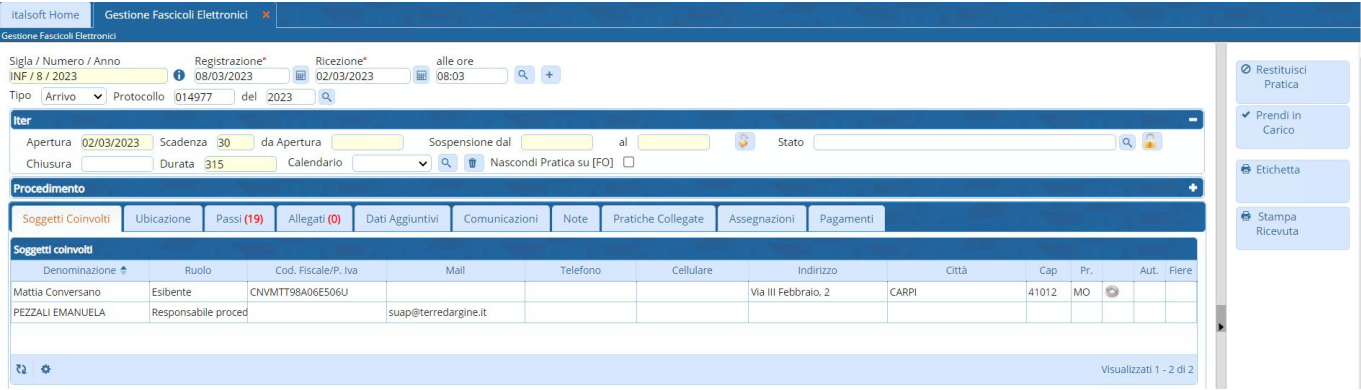 italsoft Home Gestione Fascicoli Elettronici ×
Gestione Fascicoli Elettronici
Sigla / Numero / Anno Registrazione* Ricezione* alle ore
INF / 8 / 2023 08/03/2023 02/03/2023 08:03
Tipo Arrivo Protocollo 014977 del 2023
Iter
Apertura 02/03/2023 Scadenza 30 da Apertura Sospensione dal al Stato
Chiusura Durata 315 Calendario Nascondi Pratica su [FO]
Procedimento
Soggetti Coinvolti Ubicazione Passi (19) Allegati (0) Dati Aggiuntivi Comunicazioni Note Pratiche Collegate Assegnazioni Pagamenti
Soggetti coinvolti
Denominazione Ruolo Cod. Fiscale/P. Iva Mail Telefono Cellulare Indirizzo Città Cap Pr. Aut. Fiere
Mattia Conversano Esibente CNVMTT98A06E506U Via III Febbraio, 2 CARPI 41012 MO
PEZZALI EMANUELA Responsabile proced suap@terredargine.it
Visualizzati 1 - 2 di 2
Restituisci
Pratica
Prendi in
Carico
Etichetta
Stampa
Ricevuta